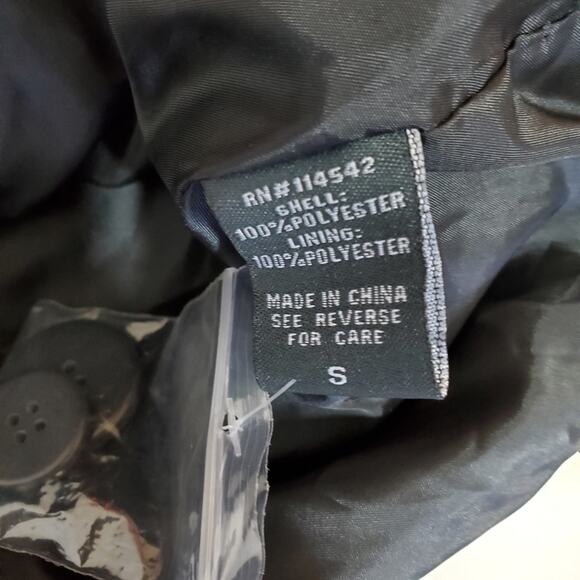 RN#114542
SHELL:
100%POLYESTER
LINING:
100%POLYESTER
MADE IN CHINA
SEE REVERSE
FOR CARE
S